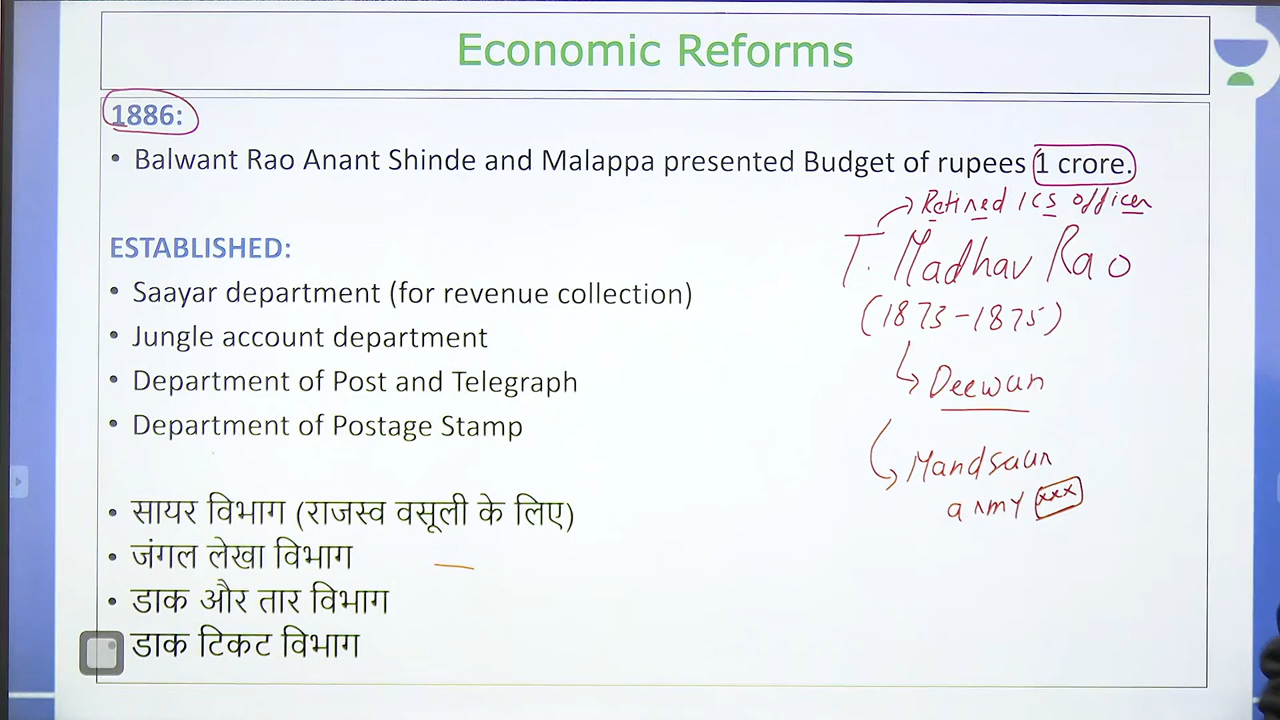 Economic Reforms
1886:
• Balwant Rao Anant Shinde and Malappa presented Budget of rupees 1 crore.
Retired ICS officer
T. Madhav Rao
(1873-1875)
Deewan
Mandsaur
army xxx
ESTABLISHED:
• Saayar department (for revenue collection)
• Jungle account department
• Department of Post and Telegraph
• Department of Postage Stamp
• सायर विभाग (राजस्व वसूली के लिए)
• जंगल लेखा विभाग
• डाक और तार विभाग
• डाक टिकट विभाग